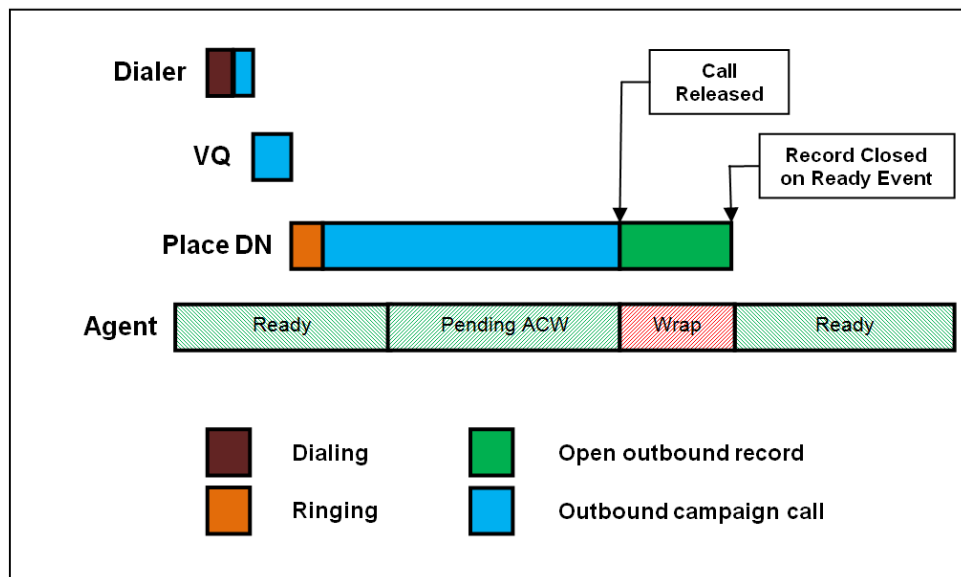 Dialer
Call
Released
VQ
Record Closed
on Ready Event
Place DN
Agent
Ready
Pending ACW
Wrap
Ready
Dialing
Open outbound record
Ringing
Outbound campaign call